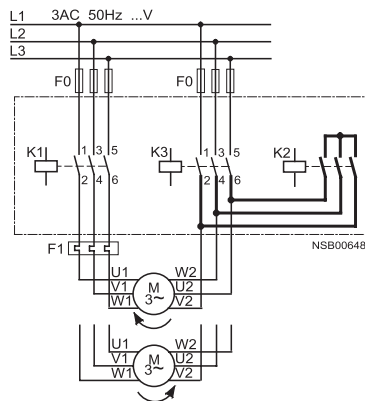 L1 3AC 50Hz ...V
L2
L3
F0 F0
K1 1 3 5 K3 1 3 5 K2
2 4 6 2 4 6
NSB00648
F1
U1 W2
V1 M U2
W1 3~ V2
U1 W2
V1 M U2
W1 3~ V2